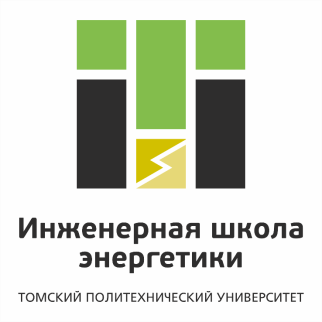 Инженерная школа
энергетики
ТОМСКИЙ ПОЛИТЕХНИЧЕСКИЙ УНИВЕРСИТЕТ